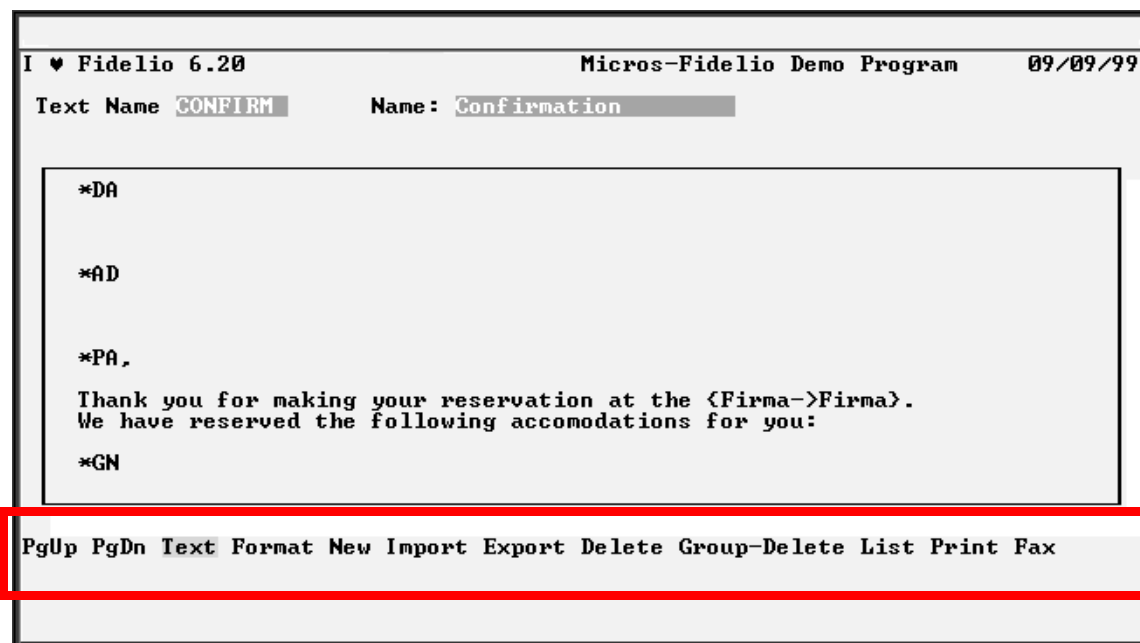 I ♥ Fidelio 6.20 Micros-Fidelio Demo Program 09/09/99
Text Name CONFIRM Name: Confirmation
*DA
*AD
*PA,
Thank you for making your reservation at the {Firma->Firma}.
We have reserved the following accomodations for you:
*GN
PgUp PgDn Text Format New Import Export Delete Group-Delete List Print Fax